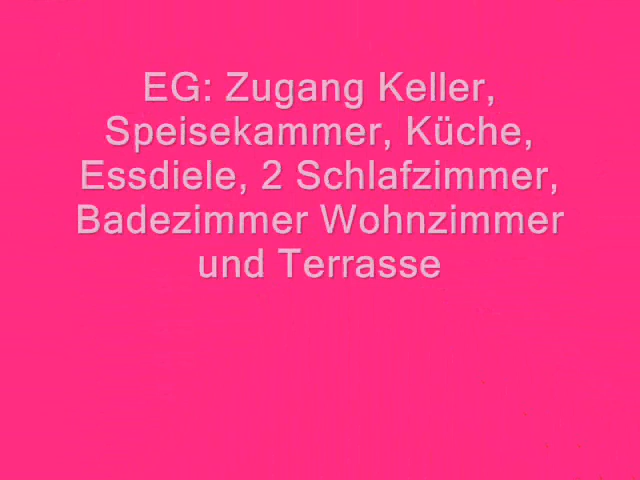 EG: Zugang Keller,
Speisekammer, Küche,
Essdiele, 2 Schlafzimmer,
Badezimmer Wohnzimmer
und Terrasse